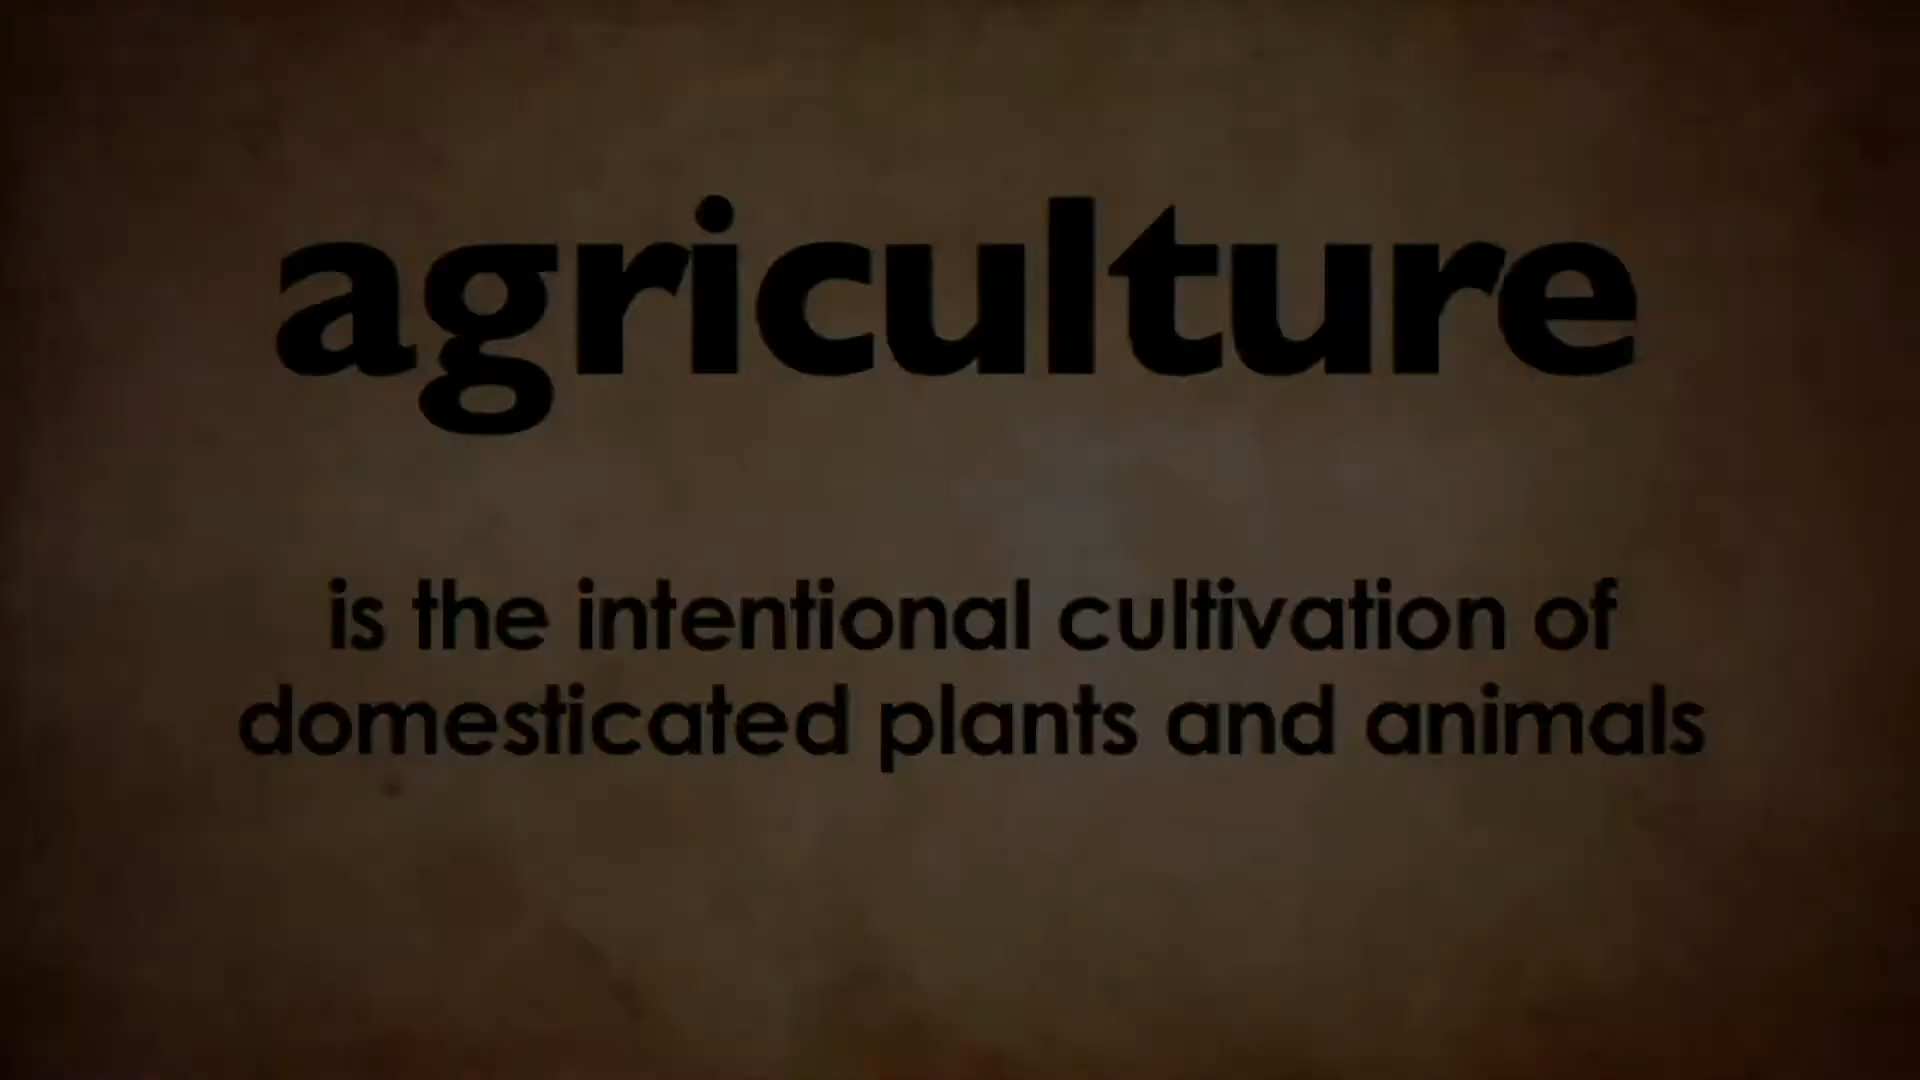 agriculture
is the intentional cultivation of
domesticated plants and animals